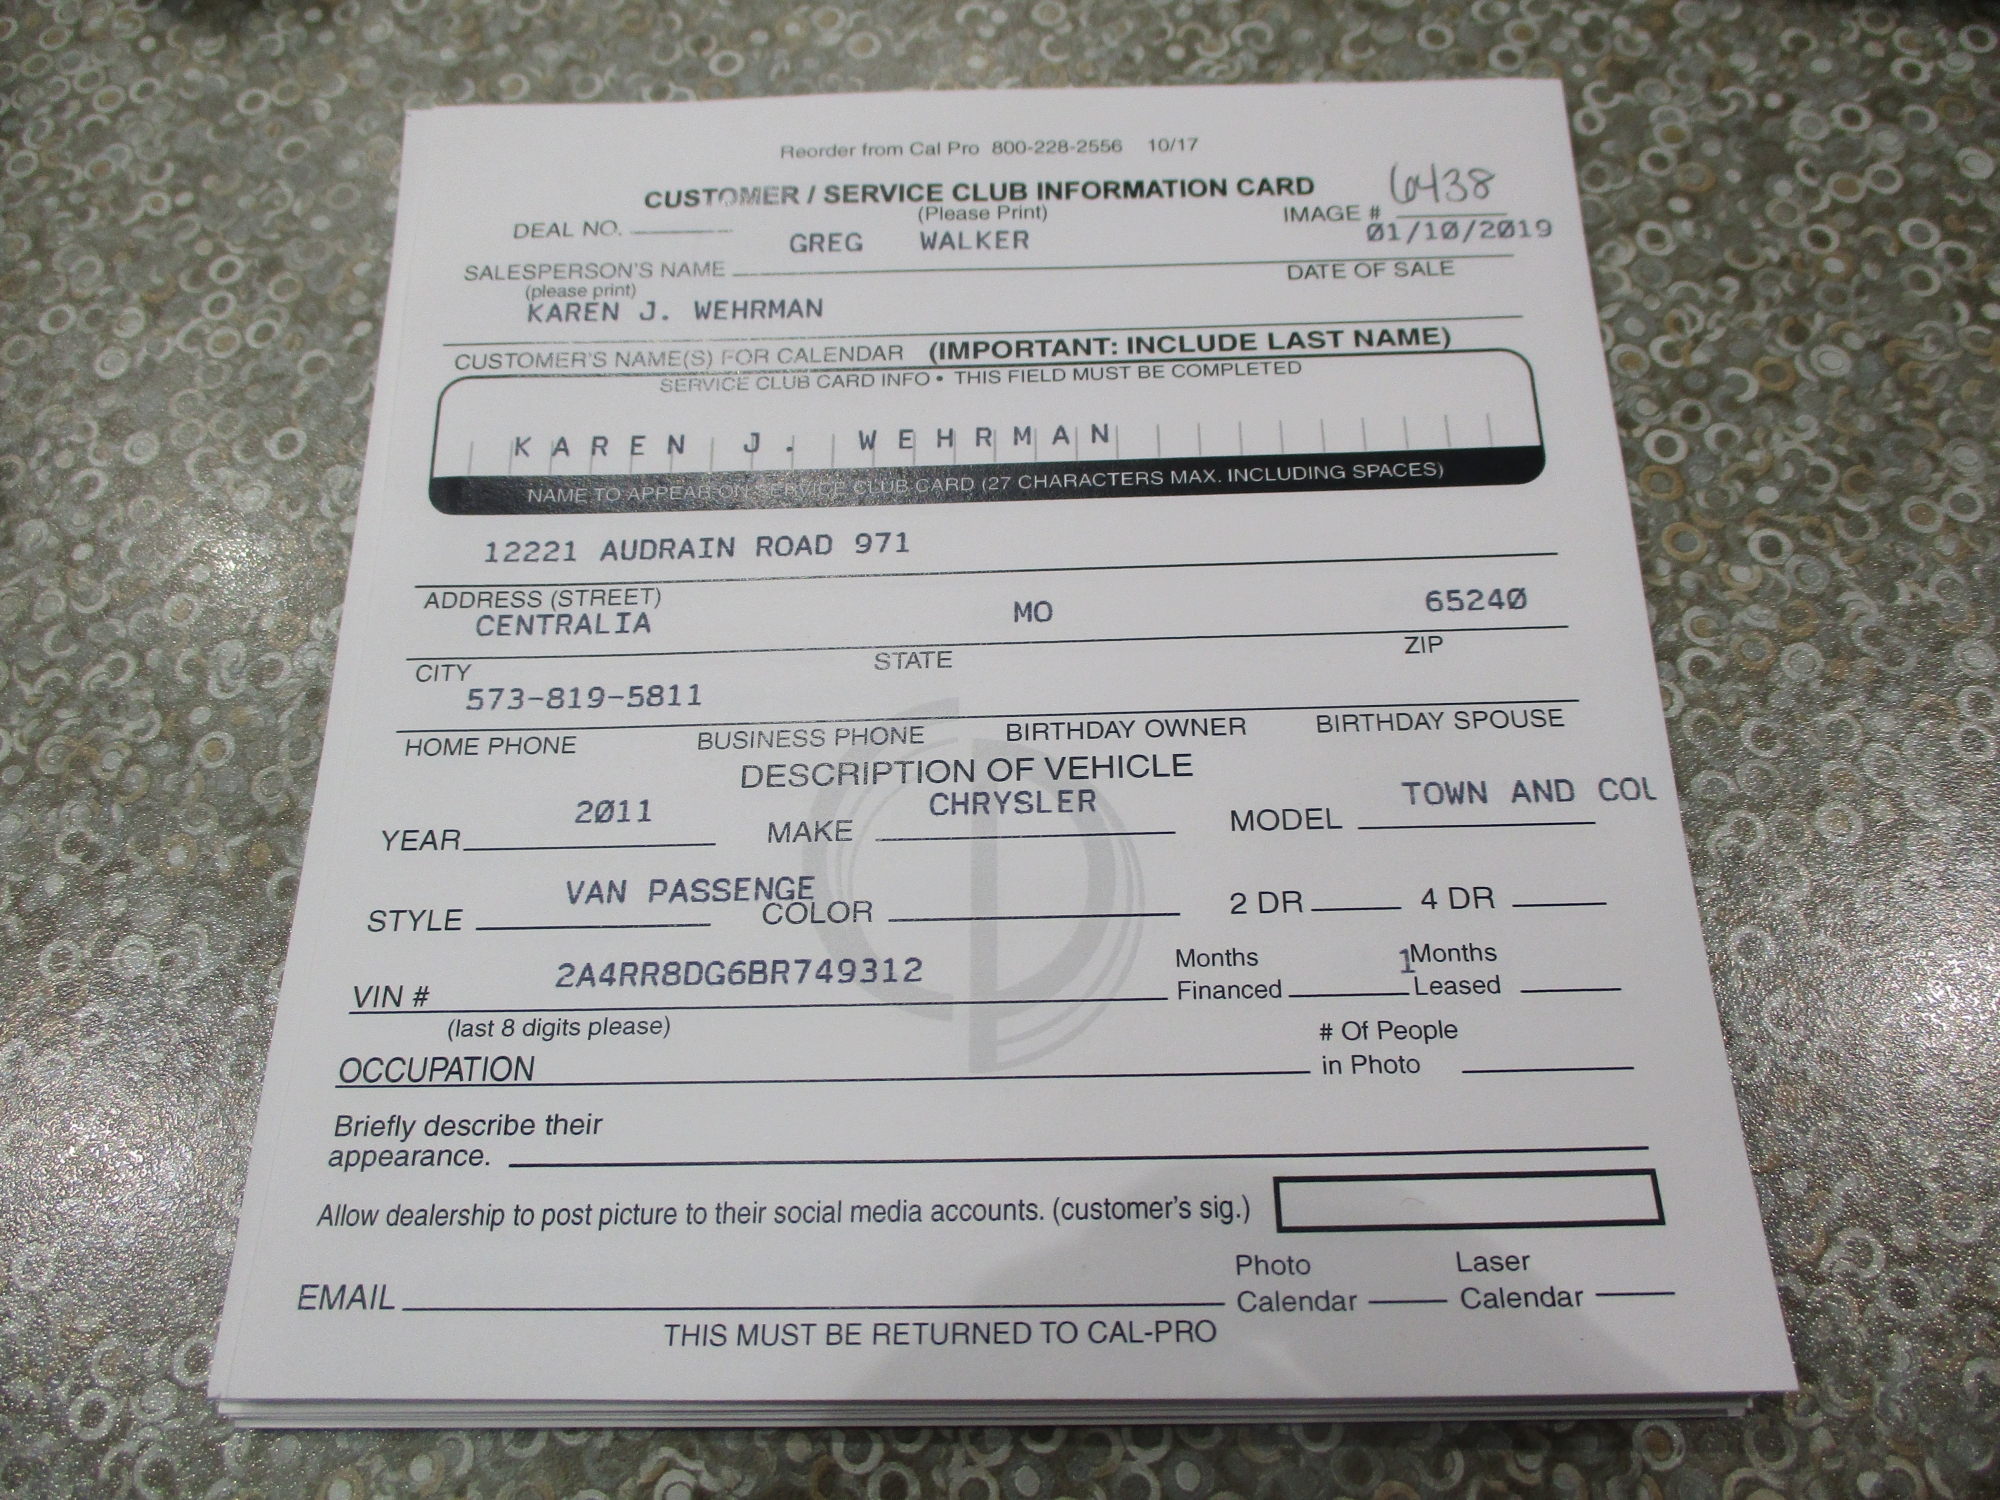 Reorder from Cal Pro 800-228-2556 10/17
CUSTOMER / SERVICE CLUB INFORMATION CARD
(Please Print)
DEAL NO.
IMAGE # 6438
GREG WALKER
01/10/2019
SALESPERSON'S NAME
DATE OF SALE
(please print)
KAREN J. WEHRMAN
CUSTOMER'S NAME(S) FOR CALENDAR (IMPORTANT: INCLUDE LAST NAME)
SERVICE CLUB CARD INFO • THIS FIELD MUST BE COMPLETED
KAREN J. WEHRMAN
NAME TO APPEAR ON SERVICE CLUB CARD (27 CHARACTERS MAX. INCLUDING SPACES)
12221 AUDRAIN ROAD 971
ADDRESS (STREET)
CENTRALIA MO 65240
CITY STATE ZIP
573-819-5811
HOME PHONE BUSINESS PHONE BIRTHDAY OWNER BIRTHDAY SPOUSE
DESCRIPTION OF VEHICLE
YEAR 2011 MAKE CHRYSLER MODEL TOWN AND COU
STYLE VAN PASSENGE COLOR 2 DR 4 DR
VIN # 2A4RR8DG6BR749312 Months Financed 1 Months Leased
(last 8 digits please)
OCCUPATION # Of People in Photo
Briefly describe their
appearance.
Allow dealership to post picture to their social media accounts. (customer's sig.)
EMAIL Photo Calendar Laser Calendar
THIS MUST BE RETURNED TO CAL-PRO